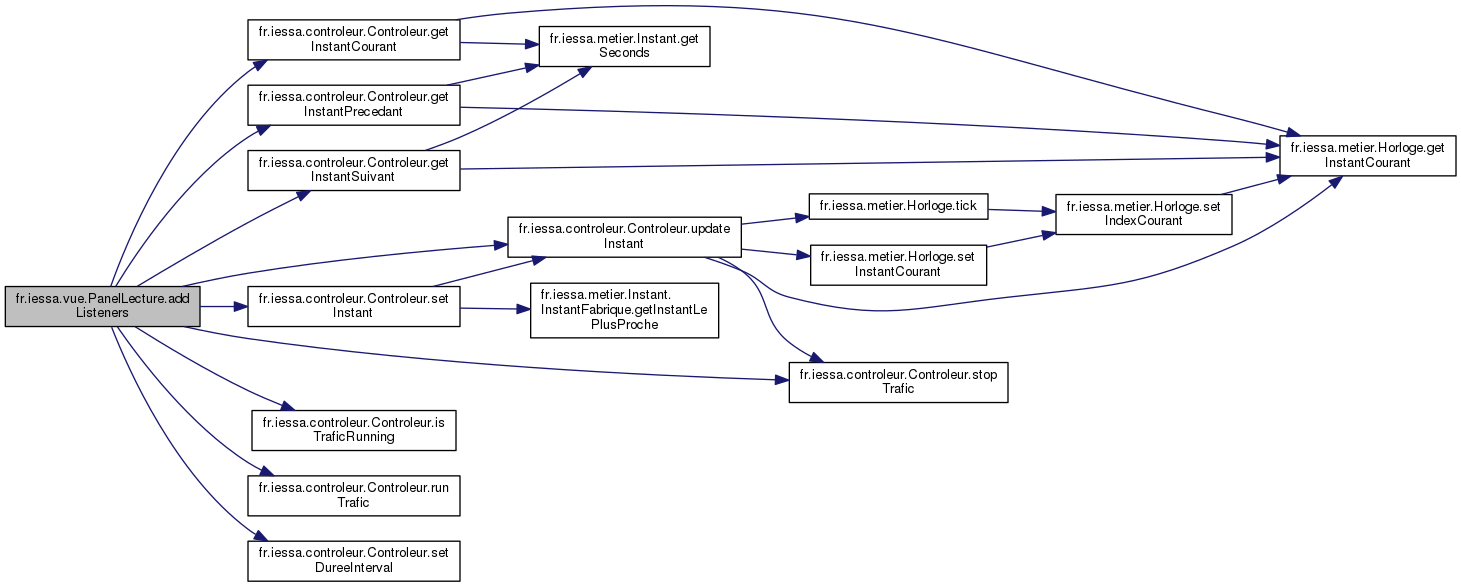 fr.iessa.vue.PanelLecture.add
Listeners
fr.iessa.controleur.Controleur.get
InstantCourant
fr.iessa.controleur.Controleur.get
InstantPrecedant
fr.iessa.controleur.Controleur.get
InstantSuivant
fr.iessa.controleur.Controleur.set
Instant
fr.iessa.controleur.Controleur.is
TraficRunning
fr.iessa.controleur.Controleur.run
Trafic
fr.iessa.controleur.Controleur.set
DureeInterval
fr.iessa.metier.Instant.get
Seconds
fr.iessa.controleur.Controleur.update
Instant
fr.iessa.metier.Instant.
InstantFabrique.getInstantLe
PlusProche
fr.iessa.metier.Horloge.tick
fr.iessa.metier.Horloge.set
InstantCourant
fr.iessa.controleur.Controleur.stop
Trafic
fr.iessa.metier.Horloge.set
IndexCourant
fr.iessa.metier.Horloge.get
InstantCourant